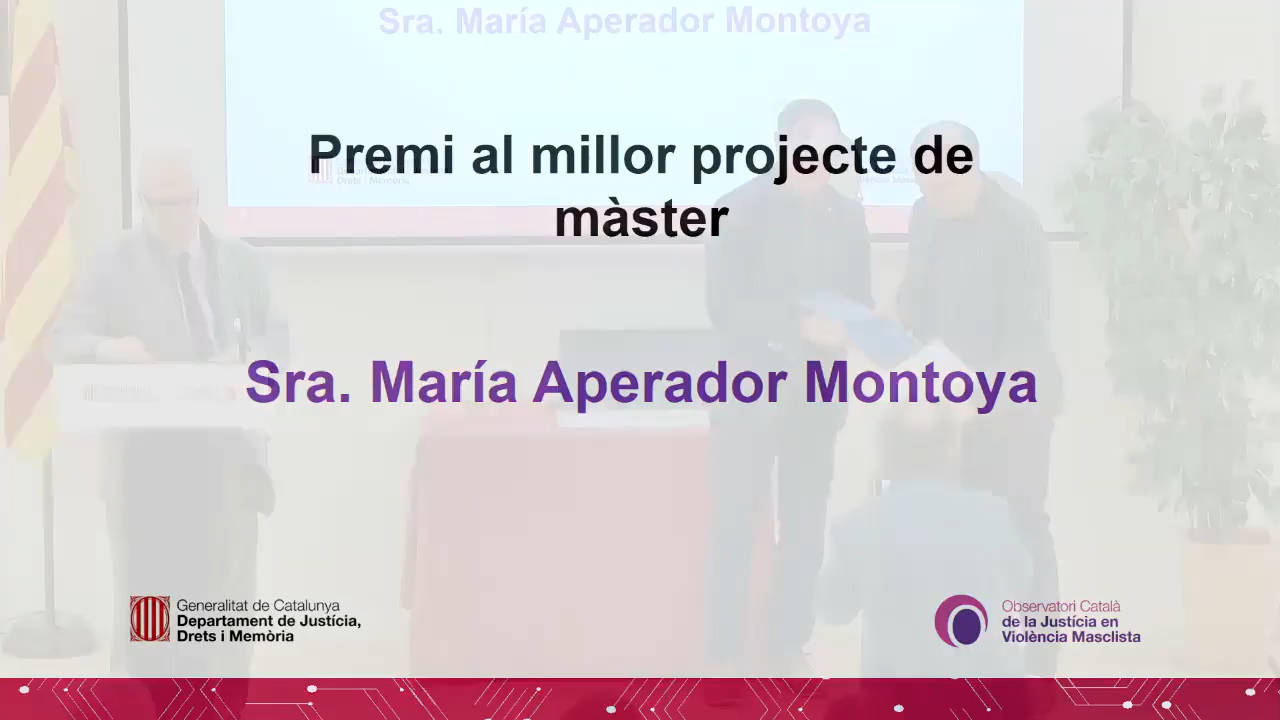 Sra. María Aperador Montoya
Premi al millor projecte de
màster
Sra. María Aperador Montoya
Generalitat de Catalunya
Departament de Justícia,
Drets i Memòria
Observatori Català
de la Justícia en
Violència Masclista